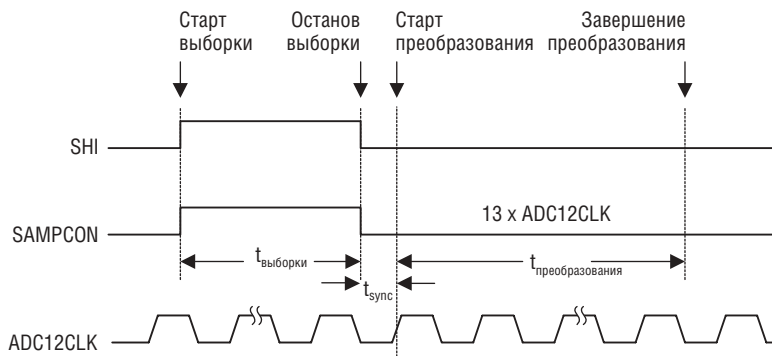 Старт
выборки
Останов
выборки
Старт
преобразования
Завершение
преобразования
SHI
SAMPCON
13 x ADC12CLK
tвыборки
tпреобразования
tsync
ADC12CLK